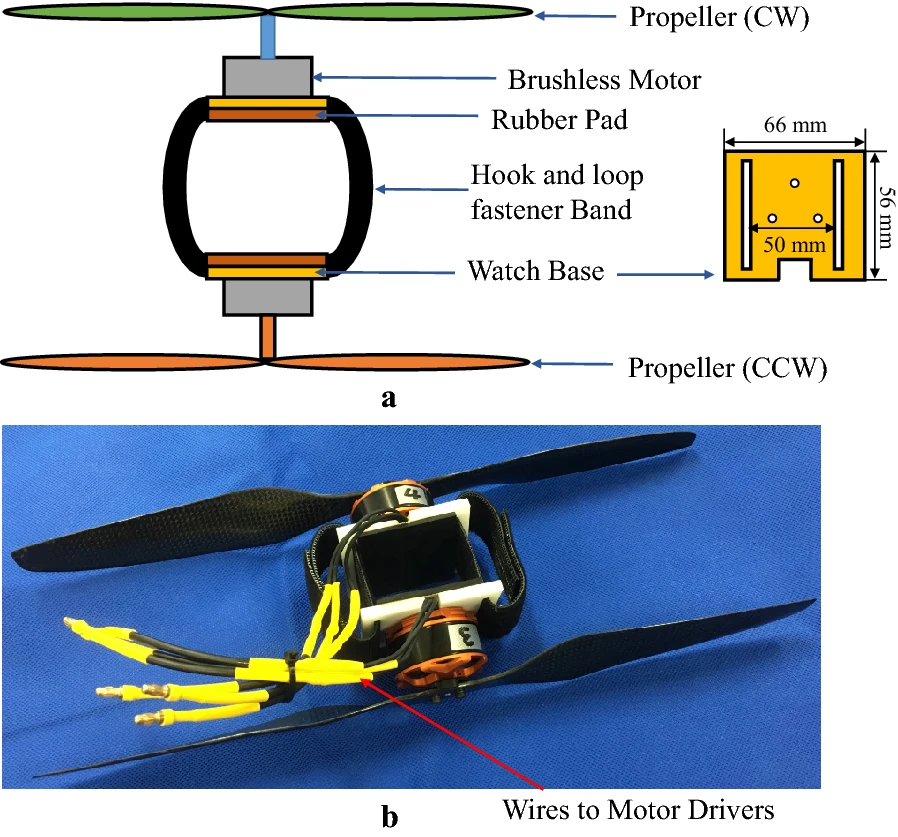 Propeller (CW)
Brushless Motor
Rubber Pad
Hook and loop
fastener Band
Watch Base
Propeller (CCW)
66 mm
56 mm
50 mm
a
4
3
Wires to Motor Drivers
b